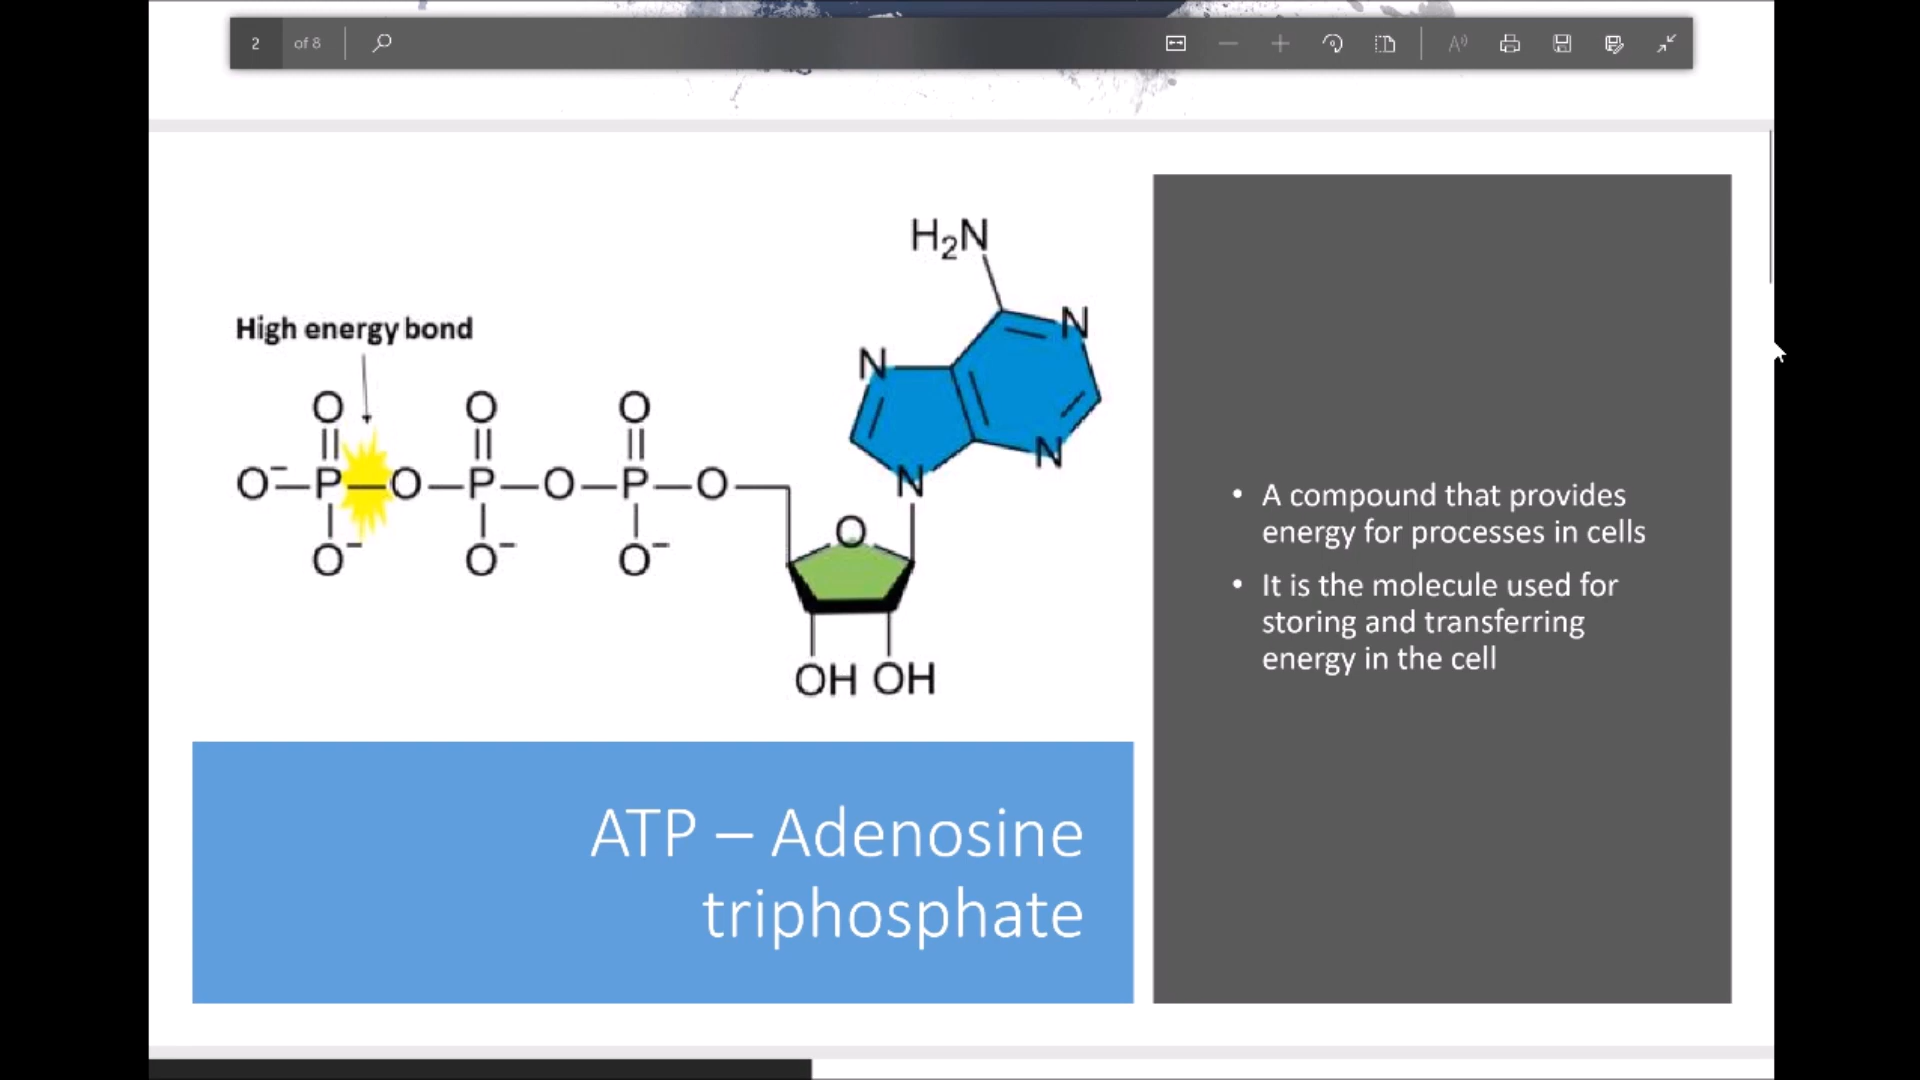 2 of 8
H2N
N
N
High energy bond
O O O
O⁻—P—O—P—O—P—O
N
N
O
O⁻ O⁻ O⁻
OH OH
• A compound that provides
energy for processes in cells
• It is the molecule used for
storing and transferring
energy in the cell
ATP – Adenosine
triphosphate